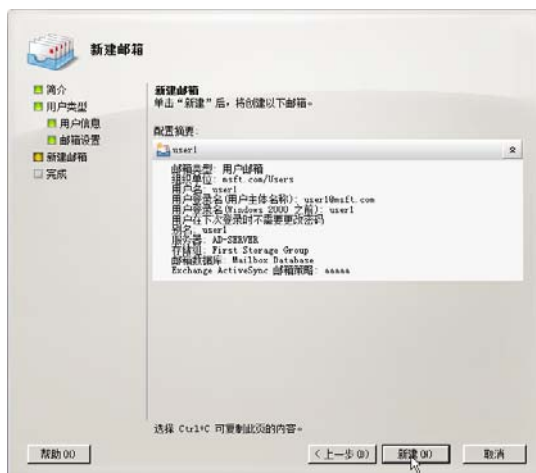 新建邮箱
简介
用户类型
用户信息
邮箱设置
新建邮箱
完成
新建邮箱
单击“新建”后，将创建以下邮箱。
配置摘要:
user1
邮箱类型: 用户邮箱
组织单位: msft.com/Users
用户名: user1
用户登录名(用户主体名称): user1@msft.com
用户登录名(Windows 2000 之前): user1
用户在下次登录时不需要更改密码
别名: user1
服务器: AD-SERVER
存储组: First Storage Group
邮箱数据库: Mailbox Database
Exchange ActiveSync 邮箱策略: aaaaa
选择 Ctrl+C 可复制此页的内容。
帮助(H)
<上一步(B)
新建(N)
取消